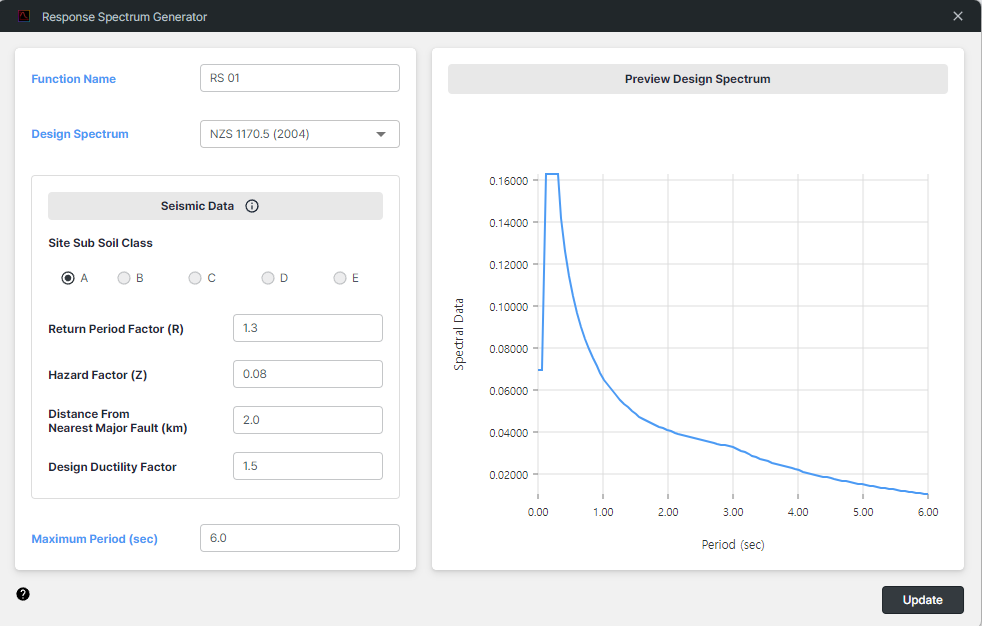 Response Spectrum Generator
Function Name
RS 01
Design Spectrum
NZS 1170.5 (2004)
Seismic Data
Site Sub Soil Class
A B C D E
Return Period Factor (R)
1.3
Hazard Factor (Z)
0.08
Distance From
Nearest Major Fault (km)
2.0
Design Ductility Factor
1.5
Maximum Period (sec)
6.0
Preview Design Spectrum
Spectral Data
0.16000
0.14000
0.12000
0.10000
0.08000
0.06000
0.04000
0.02000
0.00 1.00 2.00 3.00 4.00 5.00 6.00
Period (sec)
?
Update